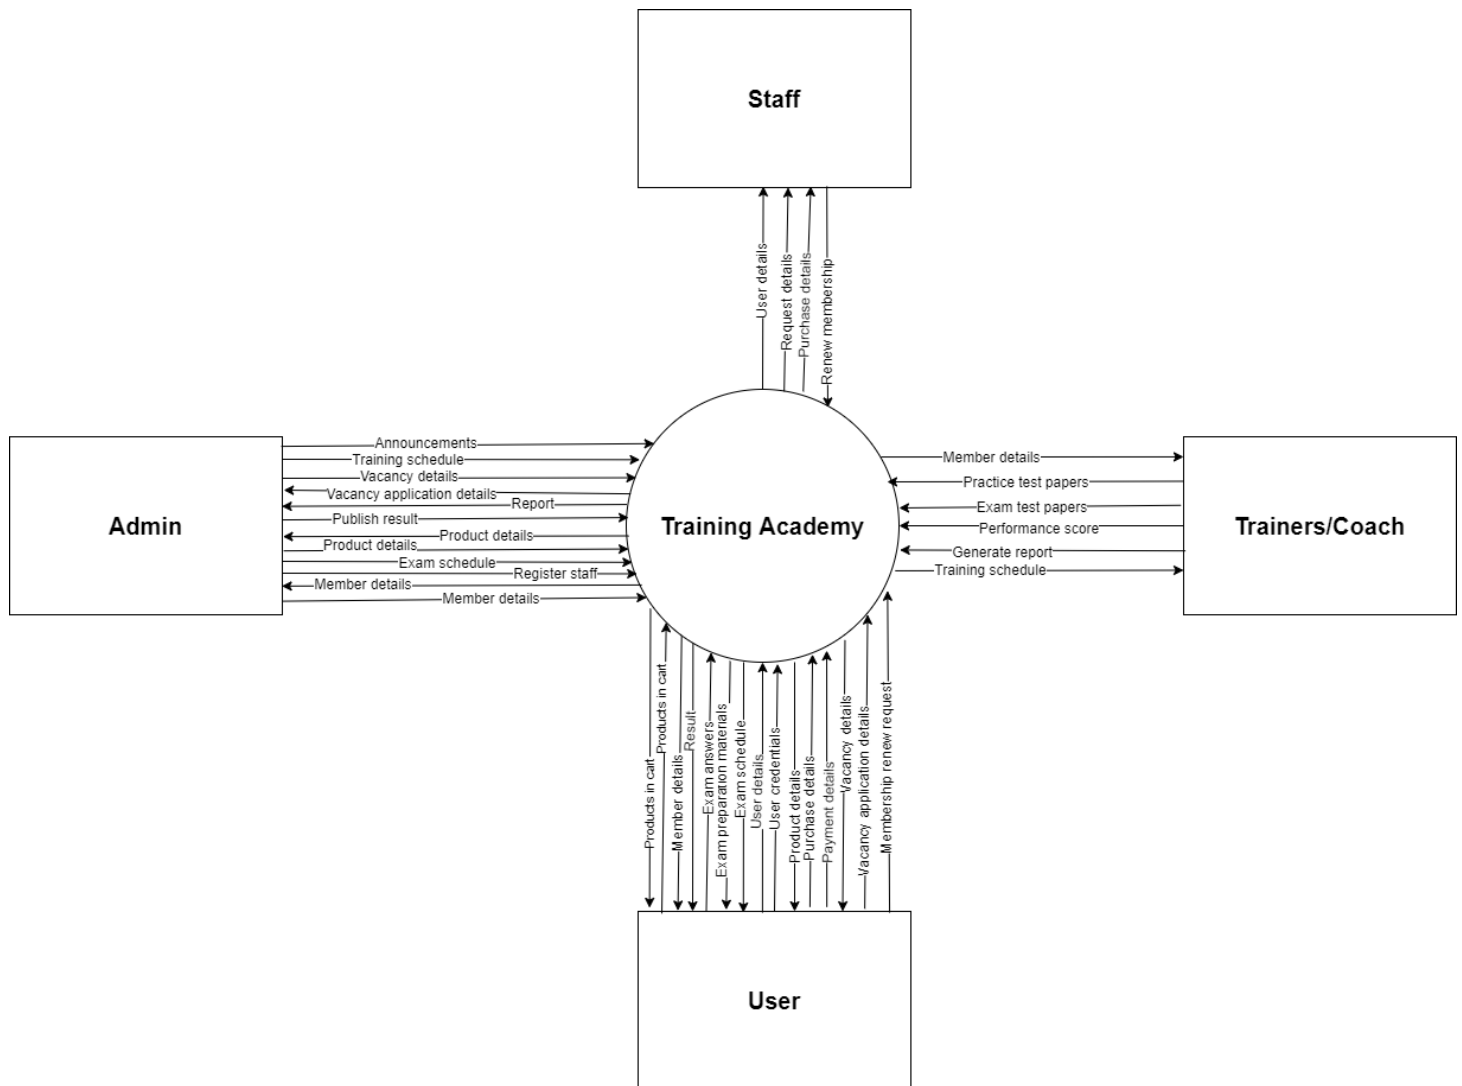 Staff
User details
Request details
Purchase details
Renew membership
Announcements
Training schedule
Vacancy details
Vacancy application details
Report
Publish result
Product details
Product details
Exam schedule
Register staff
Member details
Member details
Admin
Training Academy
Member details
Practice test papers
Exam test papers
Performance score
Generate report
Training schedule
Trainers/Coach
Products in cart
Products in cart
Member details
Result
Exam answers
Exam preparation materials
Exam schedule
User details
User credentials
Product details
Purchase details
Payment details
Vacancy details
Vacancy application details
Membership renew request
User